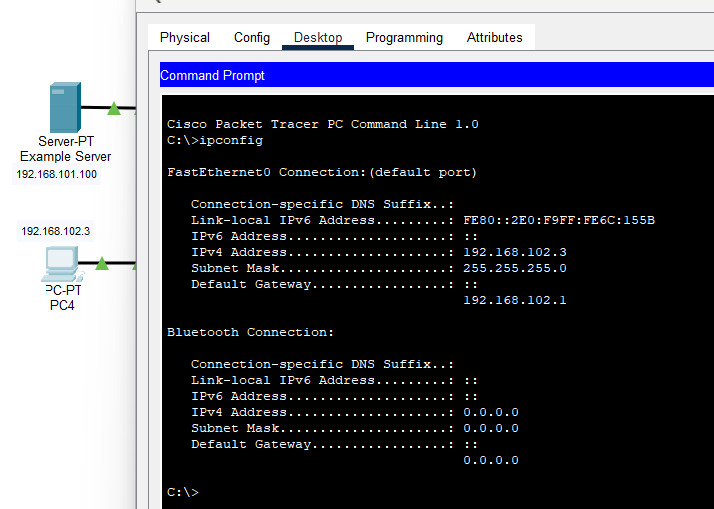 Physical Config Desktop Programming Attributes
Command Prompt
Server-PT
Example Server
192.168.101.100
192.168.102.3
PC-PT
PC4
Cisco Packet Tracer PC Command Line 1.0
C:\>ipconfig
FastEthernet0 Connection:(default port)
Connection-specific DNS Suffix..:
Link-local IPv6 Address.........: FE80::2E0:F9FF:FE6C:155B
IPv6 Address....................: ::
IPv4 Address....................: 192.168.102.3
Subnet Mask.....................: 255.255.255.0
Default Gateway.................: ::
192.168.102.1
Bluetooth Connection:
Connection-specific DNS Suffix..:
Link-local IPv6 Address.........: ::
IPv6 Address....................: ::
IPv4 Address....................: 0.0.0.0
Subnet Mask.....................: 0.0.0.0
Default Gateway.................: ::
0.0.0.0
C:\>